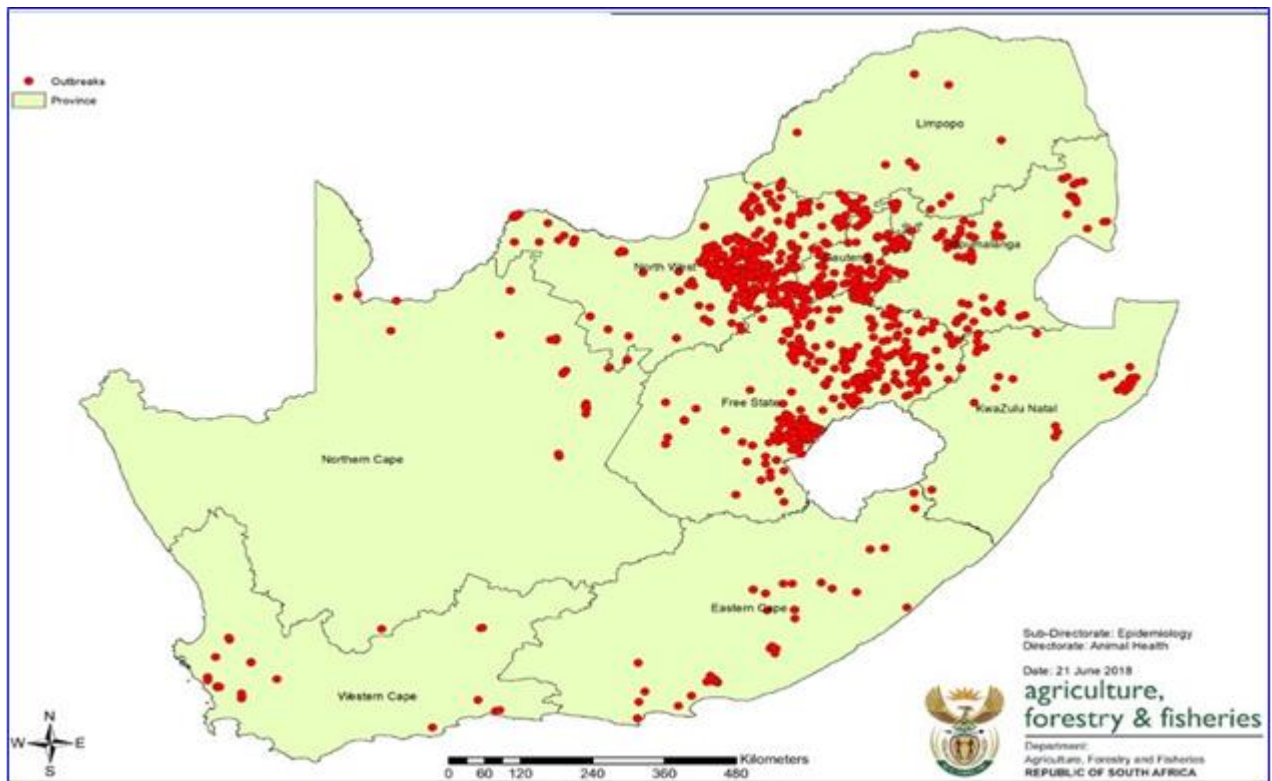 Outbreaks
Province
Limpopo
North West
Free State
KwaZulu Natal
Northern Cape
Eastern Cape
Western Cape
N
W E
S
Kilometers
0 60 120 240 360 480
Sub-Directorate: Epidemiology
Directorate: Animal Health
Date: 21 June 2018
agriculture,
forestry & fisheries
Department:
Agriculture, Forestry and Fisheries
REPUBLIC OF SOUTH AFRICA